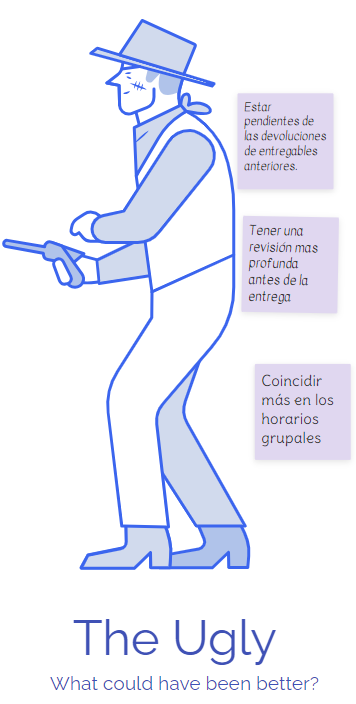 Estar
pendientes de
las devoluciones
de entregables
anteriores.
Tener una
revisión mas
profunda
antes de la
entrega
Coincidir
más en los
horarios
grupales
The Ugly
What could have been better?